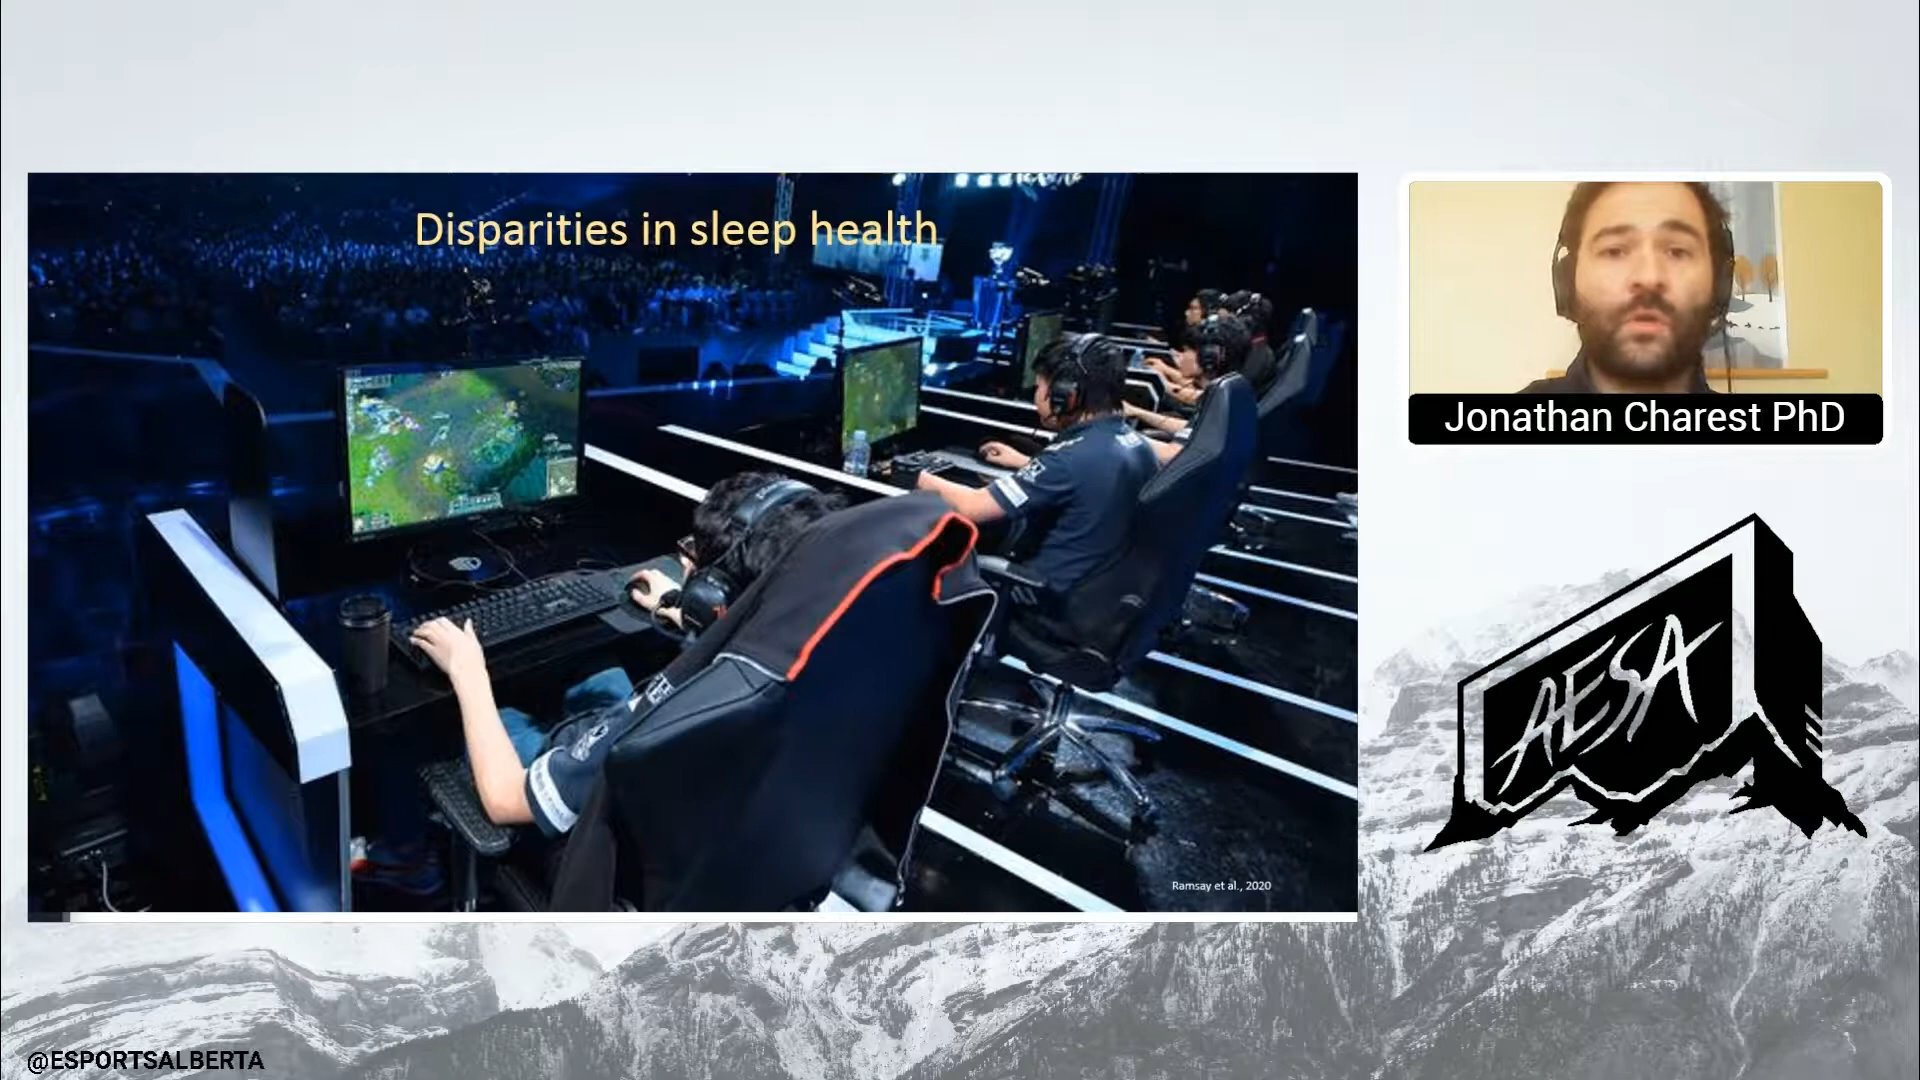 Disparities in sleep health
Jonathan Charest PhD
AESA
Ramsay et al., 2020
@ESPORTSALBERTA